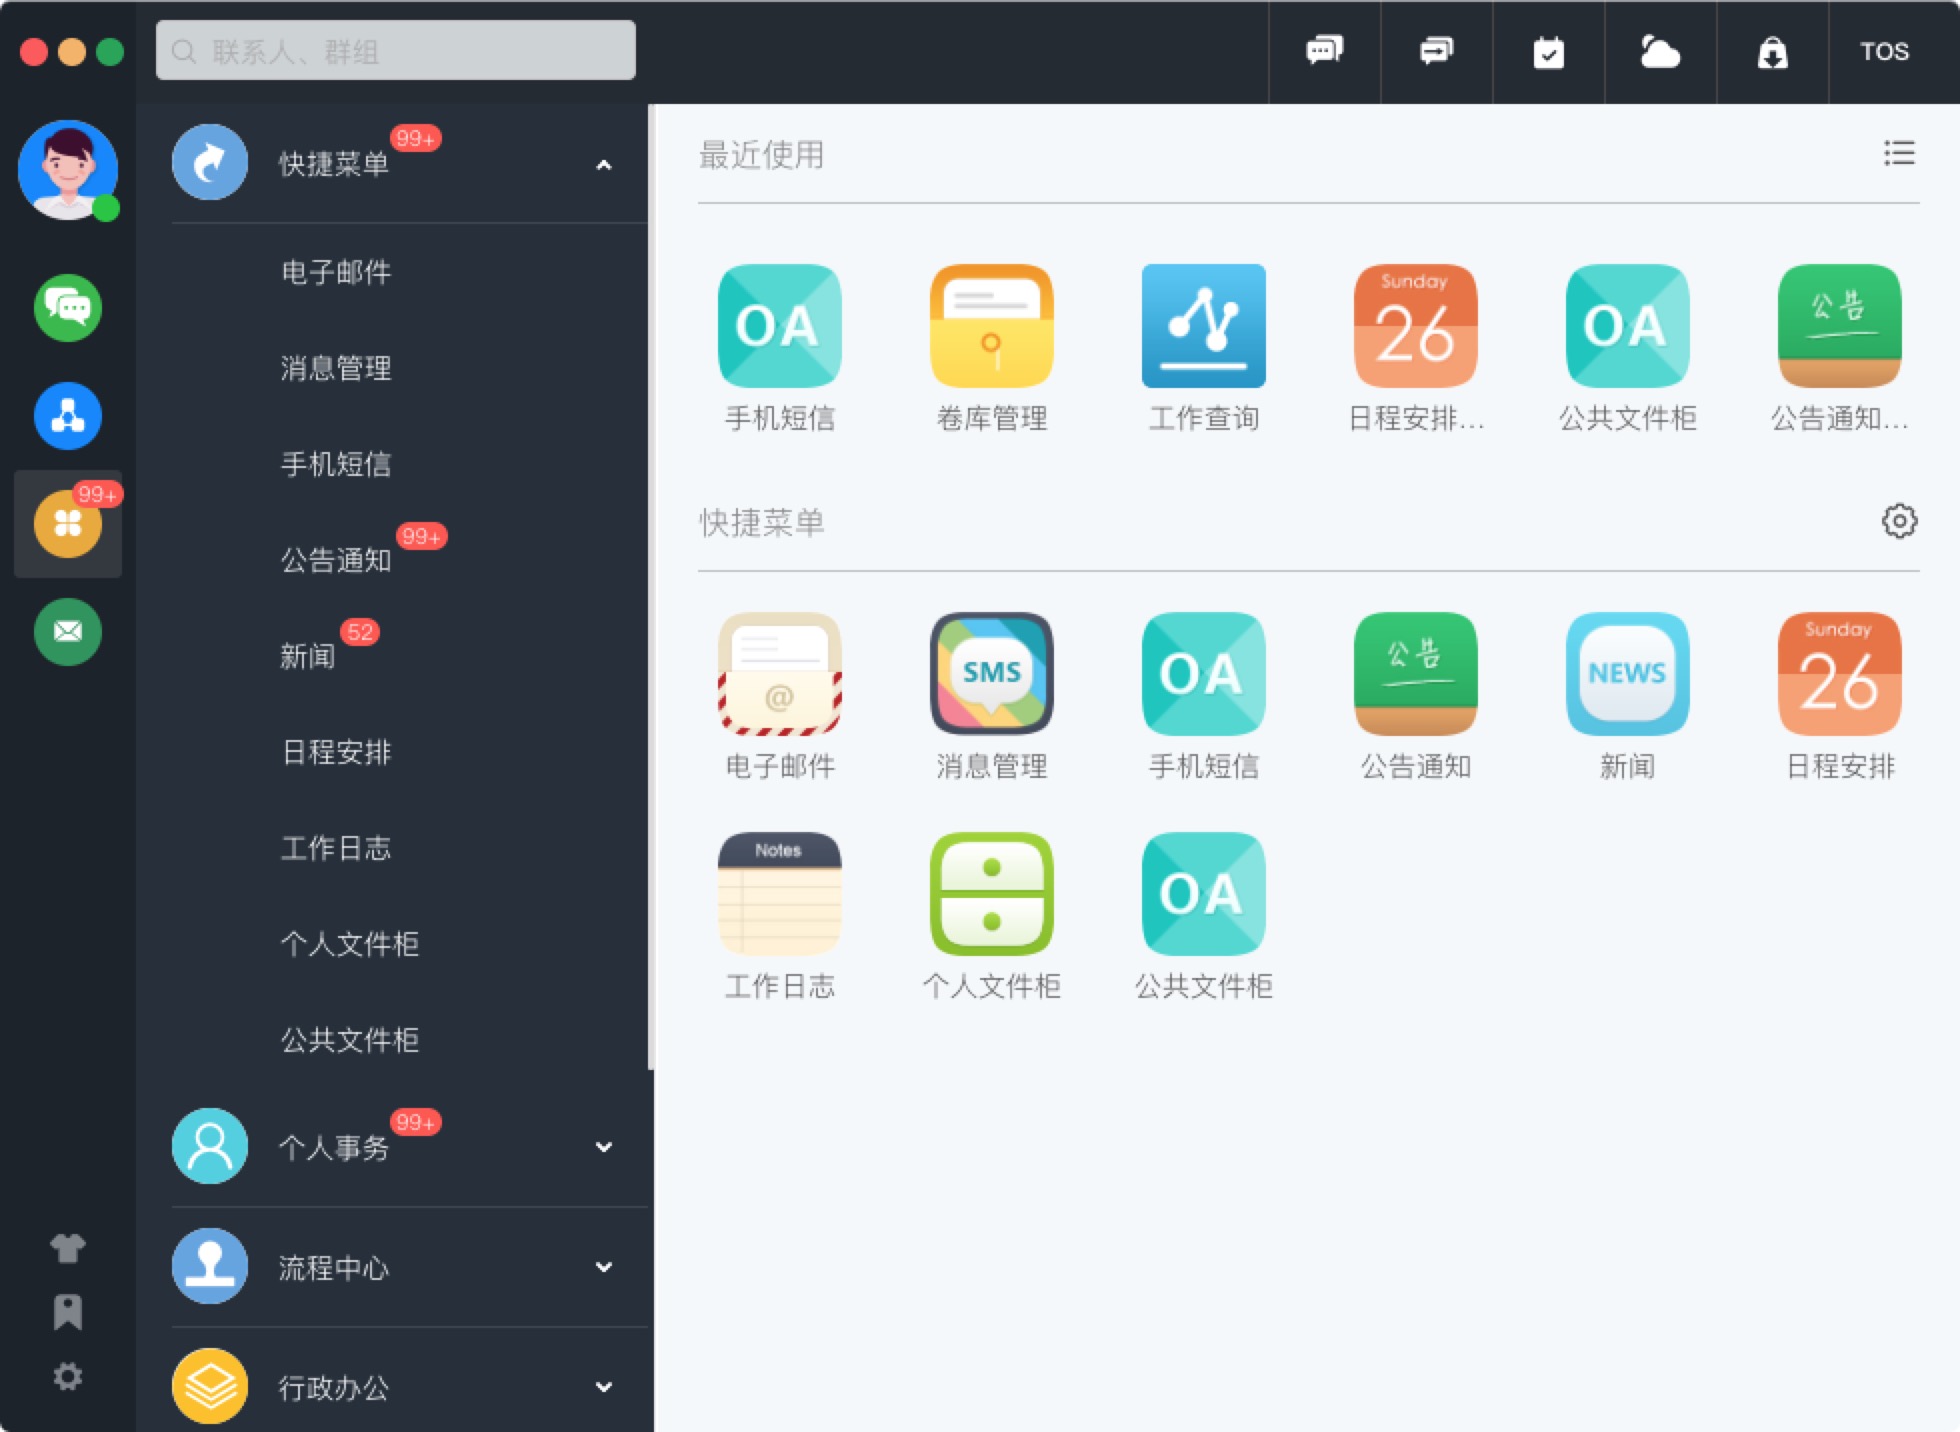 联系人、群组
TOS
快捷菜单
99+
电子邮件
消息管理
手机短信
公告通知
99+
新闻
52
日程安排
工作日志
个人文件柜
公共文件柜
个人事务
99+
流程中心
行政办公
99+
最近使用
OA
Sunday
26
OA
公告
手机短信
卷库管理
工作查询
日程安排...
公共文件柜
公告通知...
快捷菜单
@
SMS
OA
公告
NEWS
Sunday
26
电子邮件
消息管理
手机短信
公告通知
新闻
日程安排
Notes
OA
工作日志
个人文件柜
公共文件柜